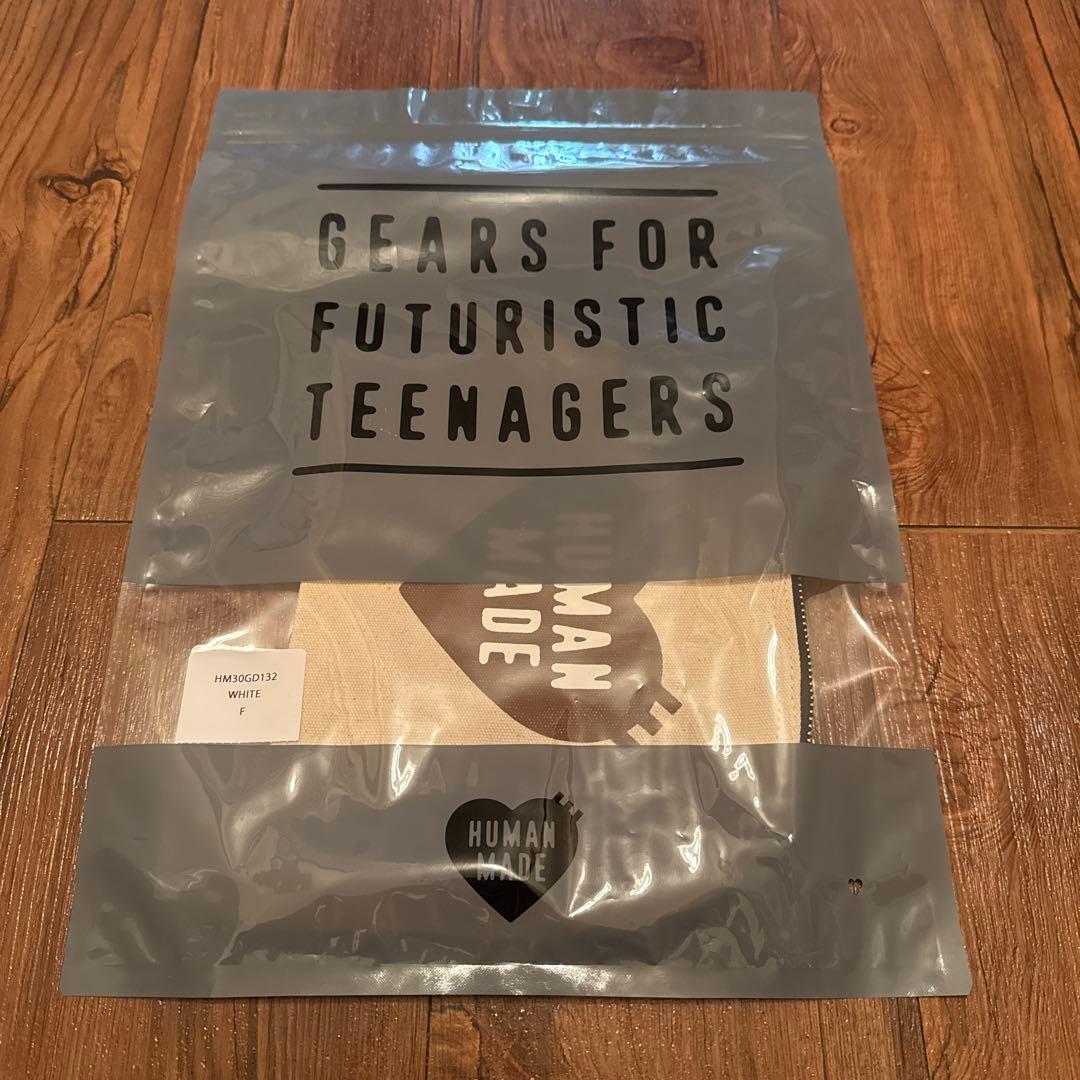 GEARS FOR
FUTURISTIC
TEENAGERS
HUMAN
MADE
HM30GD132
WHITE
F
HUMAN
MADE